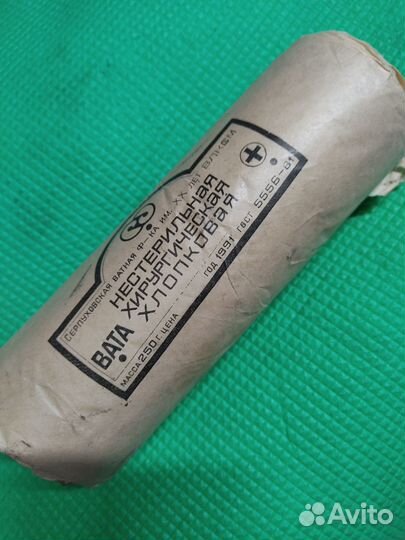 СЕРПУХОВСКАЯ ВАТНАЯ Ф-КА ИМ. ХХ ЛЕТ ВЛКСМ
ВАТА
НЕСТЕРИЛЬНАЯ
ХИРУРГИЧЕСКАЯ
ХЛОПКОВАЯ
МАССА 250 Г. ЦЕНА ГОД 1991 ГОСТ 5556-81
Avito